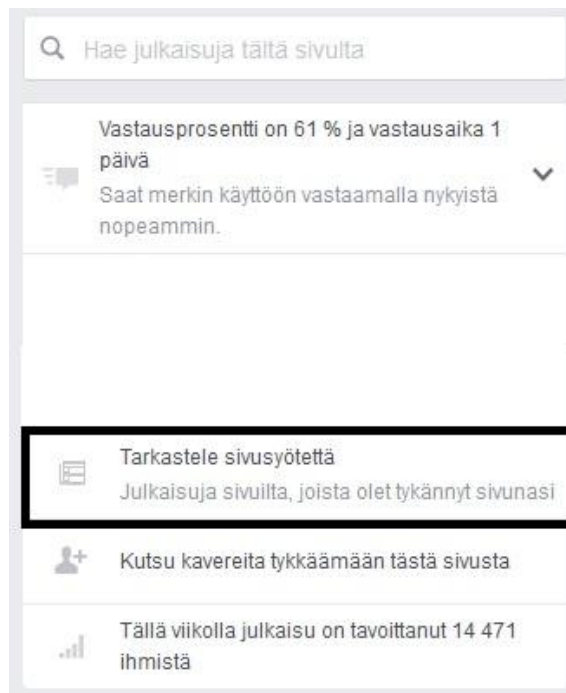 Hae julkaisuja tältä sivulta
Vastausprosentti on 61 % ja vastausaika 1
päivä
Saat merkin käyttöön vastaamalla nykyistä
nopeammin.
Tarkastele sivusyötettä
Julkaisuja sivuilta, joista olet tykännyt sivunasi
Kutsu kavereita tykkäämään tästä sivusta
Tällä viikolla julkaisu on tavoittanut 14 471
ihmistä